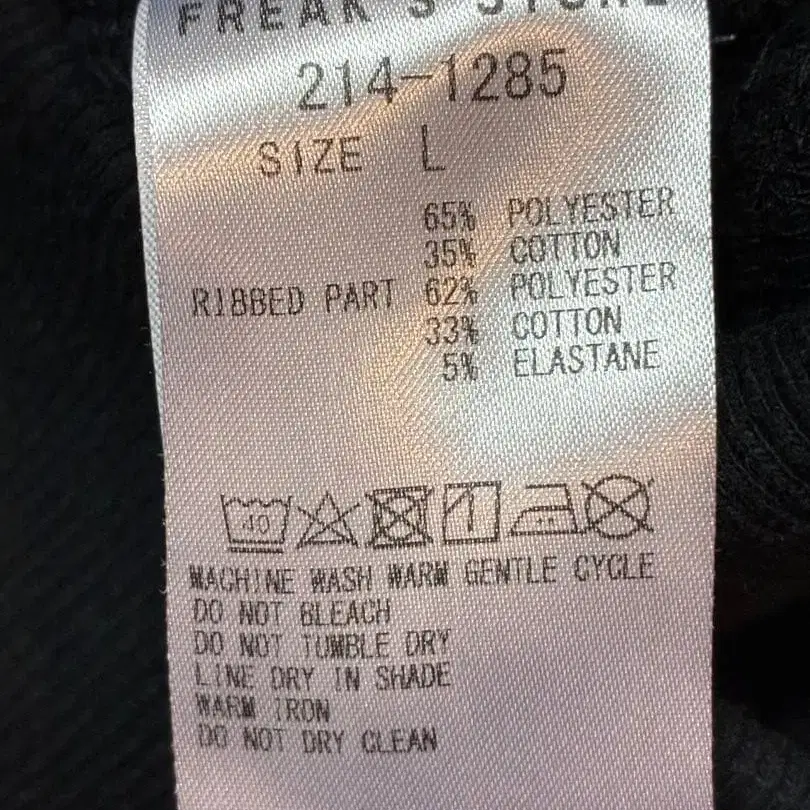 FREAK'S STORE
214-1285
SIZE L
65% POLYESTER
35% COTTON
RIBBED PART 62% POLYESTER
33% COTTON
5% ELASTANE
40
MACHINE WASH WARM GENTLE CYCLE
DO NOT BLEACH
DO NOT TUMBLE DRY
LINE DRY IN SHADE
WARM IRON
DO NOT DRY CLEAN